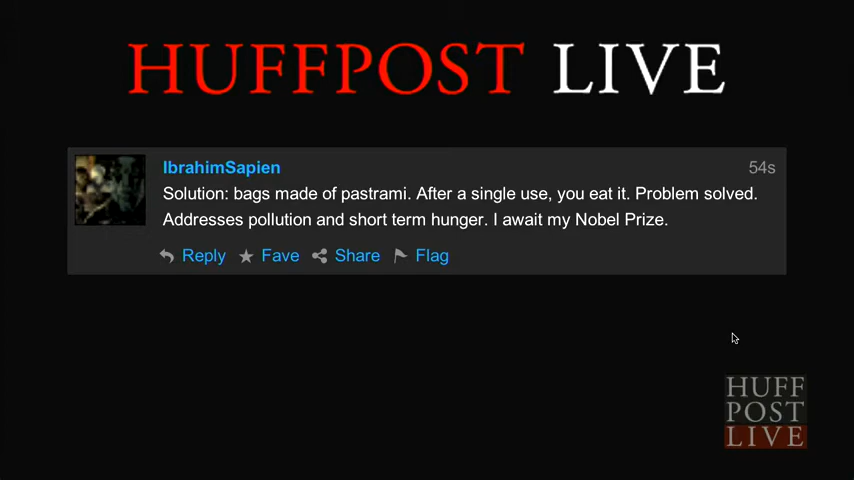 HUFFPOST LIVE
IbrahimSapien 54s
Solution: bags made of pastrami. After a single use, you eat it. Problem solved.
Addresses pollution and short term hunger. I await my Nobel Prize.
Reply Fave Share Flag
HUFF
POST
LIVE